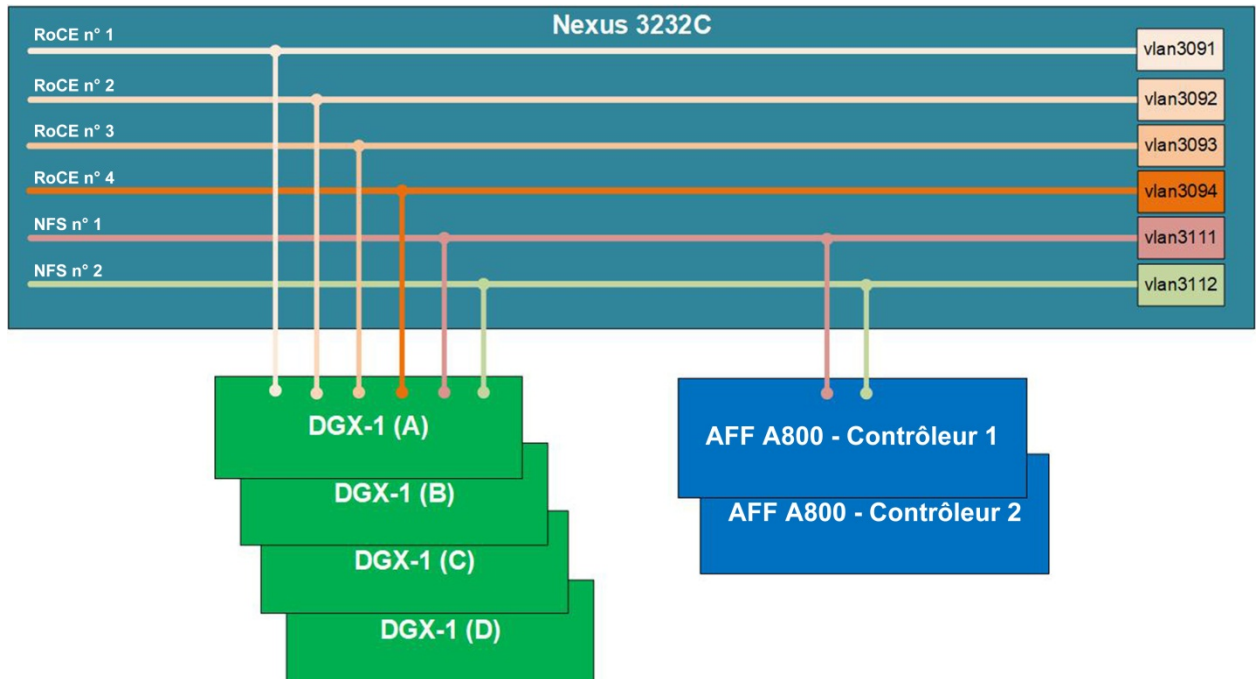 Nexus 3232C
RoCE n° 1
vlan3091
RoCE n° 2
vlan3092
RoCE n° 3
vlan3093
RoCE n° 4
vlan3094
NFS n° 1
vlan3111
NFS n° 2
vlan3112
DGX-1 (A)
DGX-1 (B)
DGX-1 (C)
DGX-1 (D)
AFF A800 - Contrôleur 1
AFF A800 - Contrôleur 2